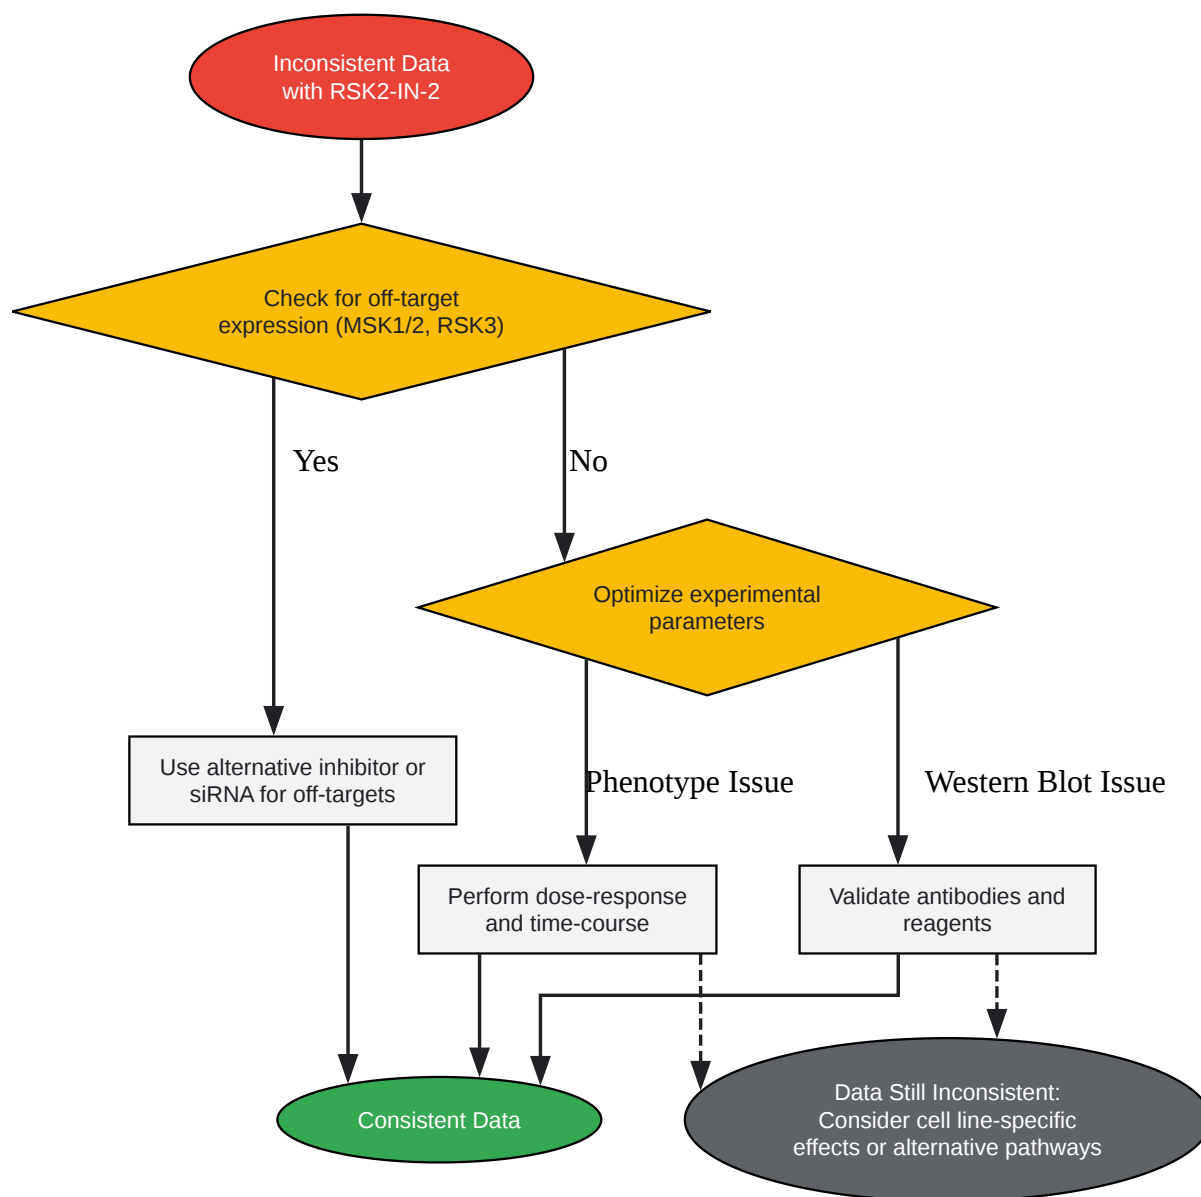 Inconsistent Data
with RSK2-IN-2
Check for off-target
expression (MSK1/2, RSK3)
Yes
No
Optimize experimental
parameters
Use alternative inhibitor or
siRNA for off-targets
Phenotype Issue
Western Blot Issue
Perform dose-response
and time-course
Validate antibodies and
reagents
Consistent Data
Data Still Inconsistent:
Consider cell line-specific
effects or alternative pathways